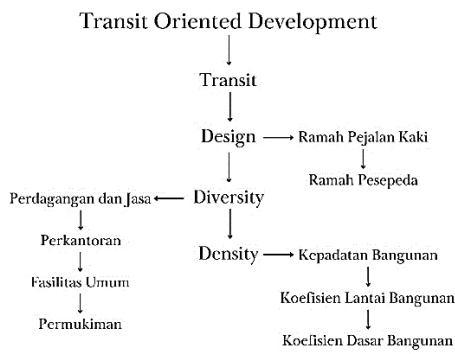 Transit Oriented Development
Transit
Design
Ramah Pejalan Kaki
Ramah Pesepeda
Perdagangan dan Jasa
Diversity
Perkantoran
Density
Kepadatan Bangunan
Fasilitas Umum
Koefisien Lantai Bangunan
Permukiman
Koefisien Dasar Bangunan